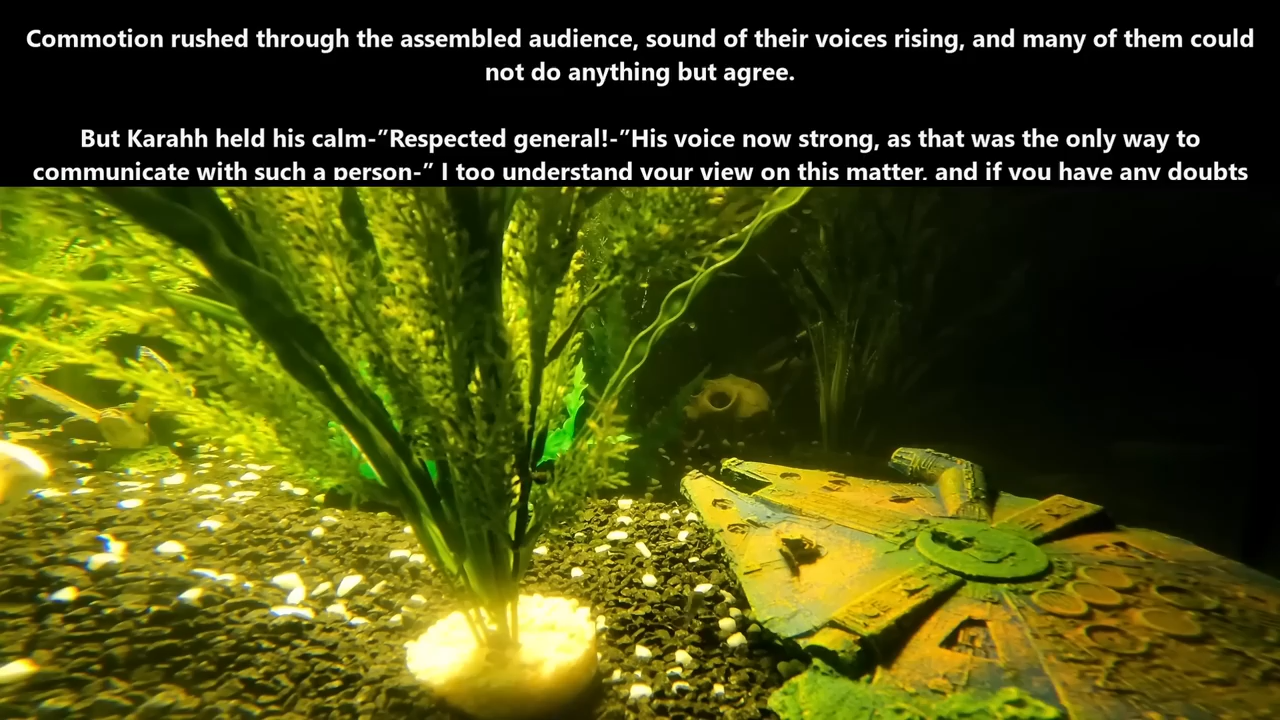 Commotion rushed through the assembled audience, sound of their voices rising, and many of them could
not do anything but agree.
But Karahh held his calm-”Respected general!-”His voice now strong, as that was the only way to
communicate with such a person-” I too understand your view on this matter, and if you have any doubts